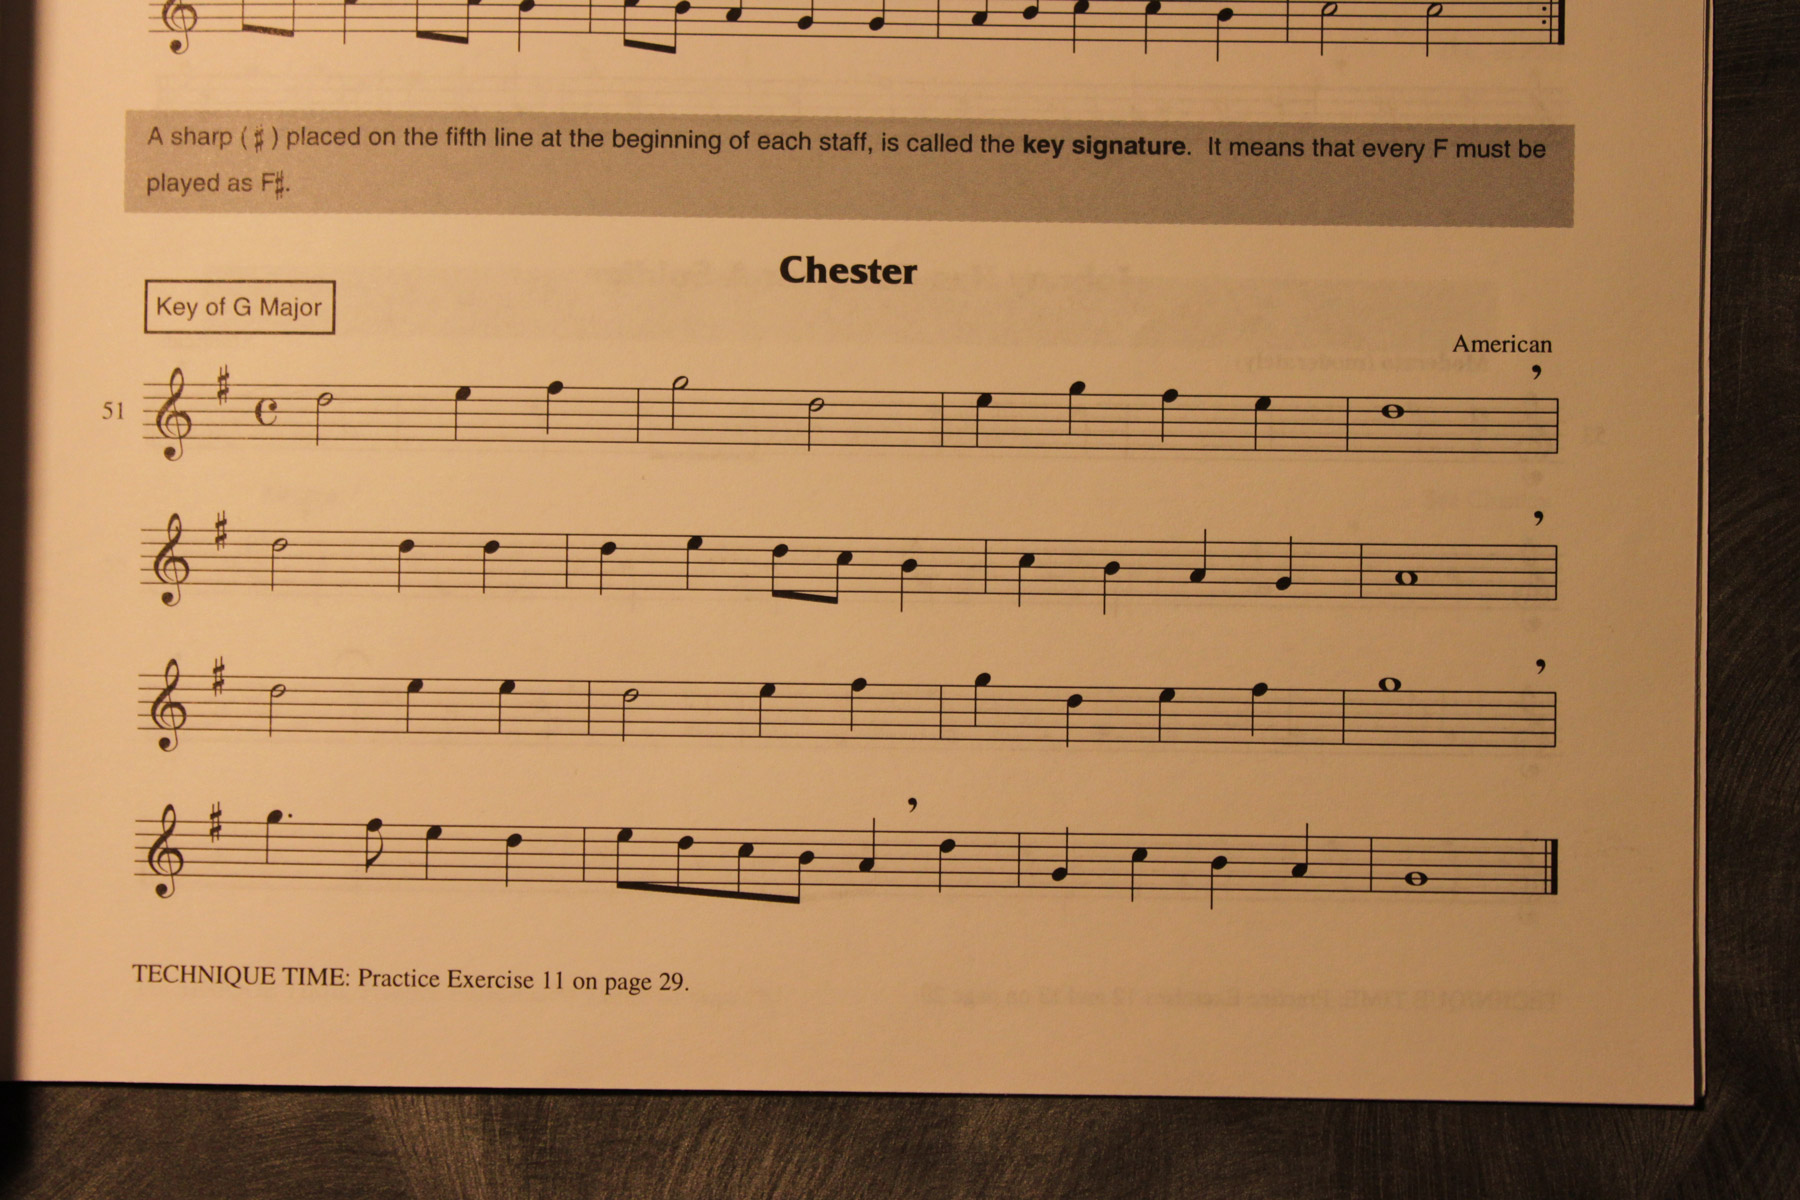 A sharp (♯) placed on the fifth line at the beginning of each staff, is called the key signature. It means that every F must be
played as F♯.
Chester
Key of G Major
American
51
TECHNIQUE TIME: Practice Exercise 11 on page 29.